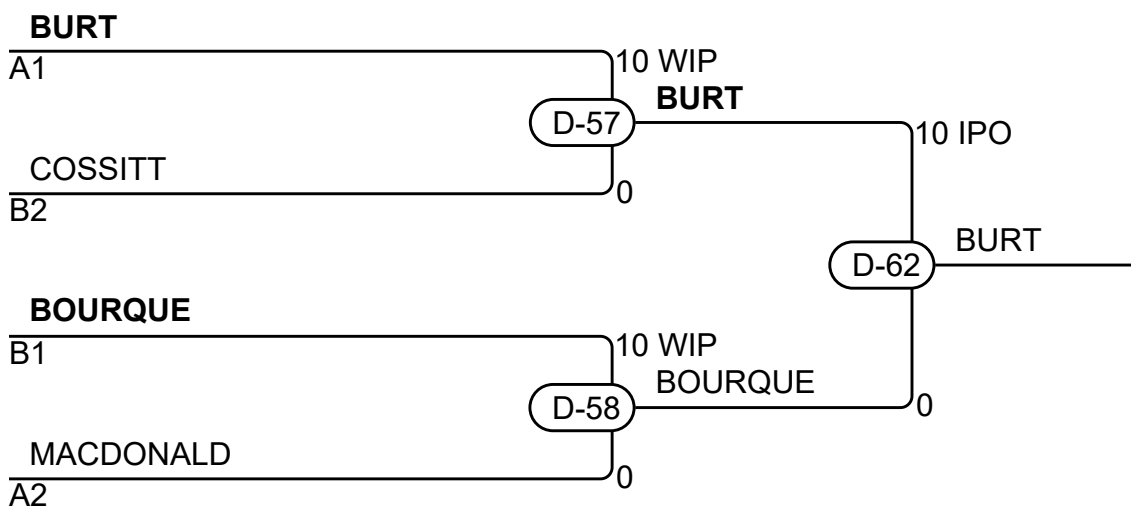 BURT
A1
10 WIP
BURT
D-57
10 IPO
COSSITT
0
B2
BURT
D-62
BOURQUE
10 WIP
B1
BOURQUE
D-58
0
MACDONALD
0
A2